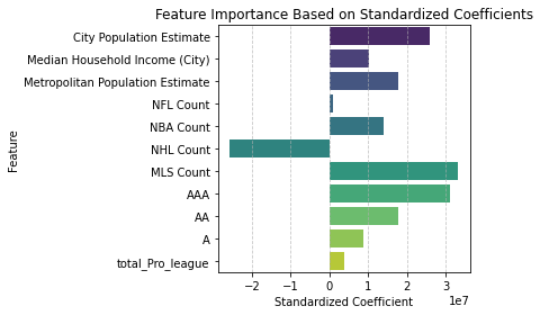 Feature Importance Based on Standardized Coefficients
City Population Estimate
Median Household Income (City)
Metropolitan Population Estimate
NFL Count
NBA Count
NHL Count
MLS Count
AAA
AA
A
total_Pro_league
Feature
−2
−1
0
1
2
3
1e7
Standardized Coefficient